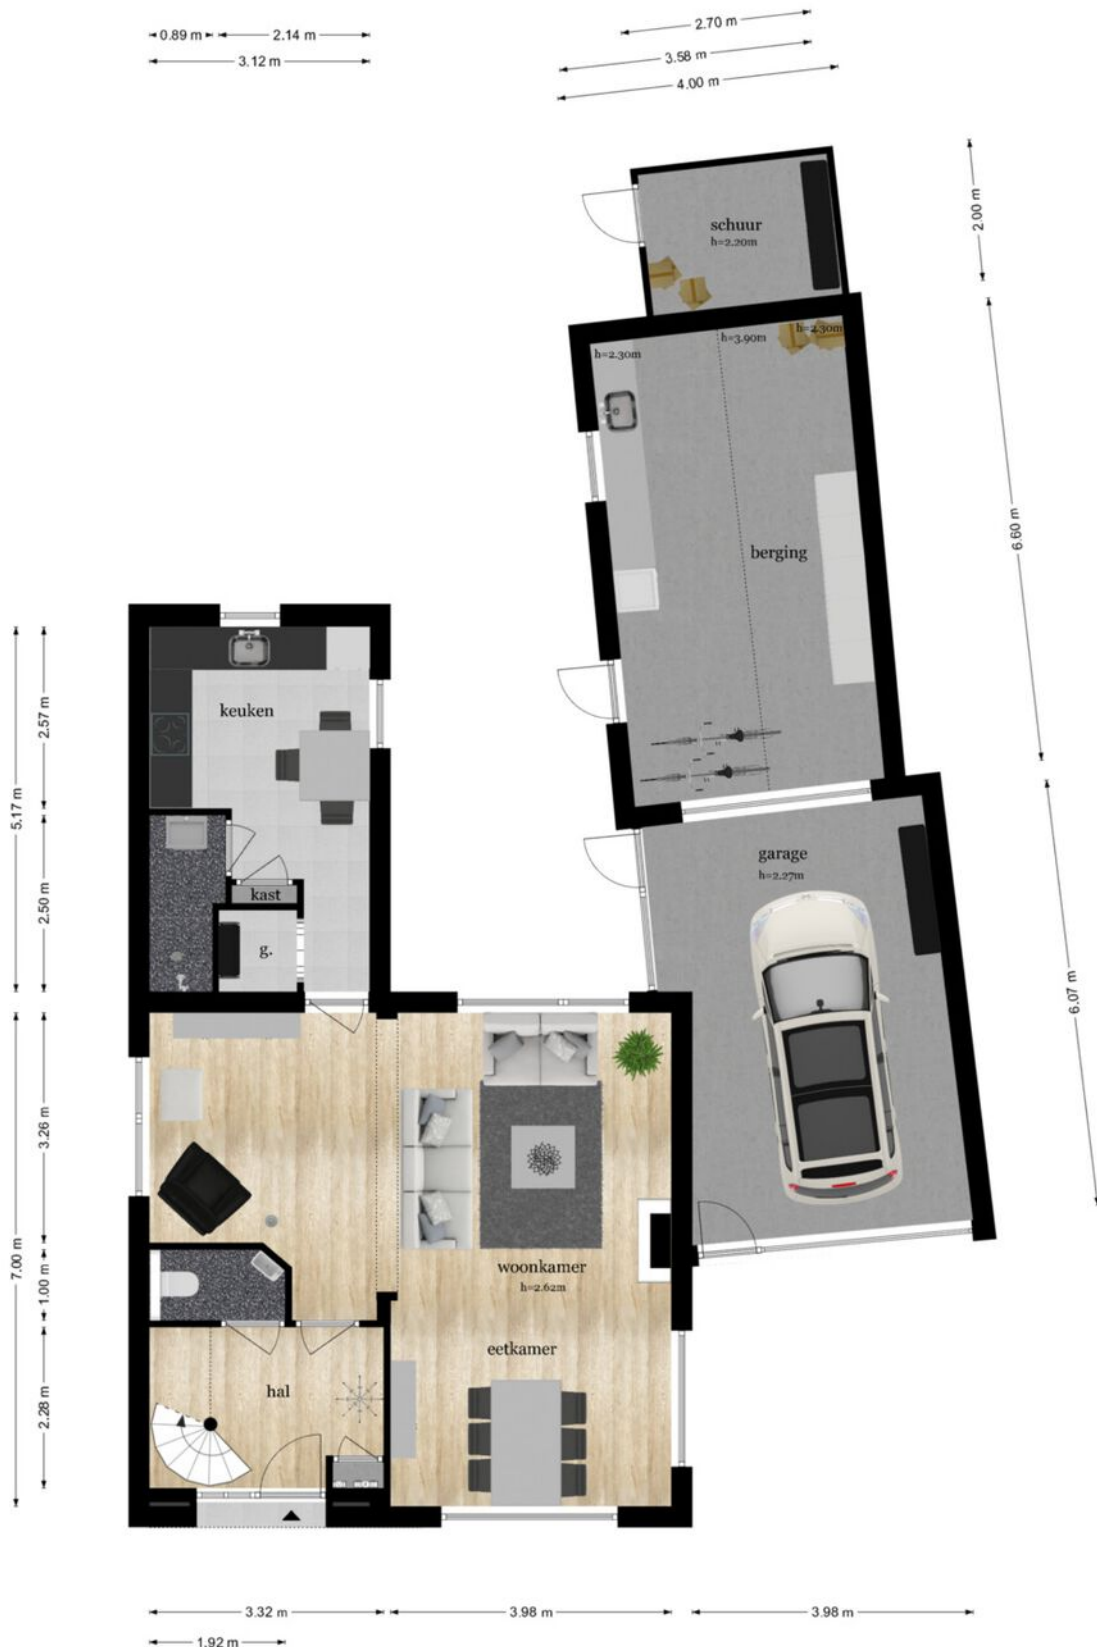 0.89 m
2.14 m
3.12 m
2.70 m
3.58 m
4.00 m
2.00 m
schuur
h=2.20m
h=2.30m
h=3.90m
h=2.30m
6.60 m
berging
keuken
2.57 m
5.17 m
2.50 m
kast
g.
garage
h=2.27m
6.07 m
3.26 m
7.00 m
1.00 m
woonkamer
h=2.62m
eetkamer
hal
2.28 m
3.32 m
3.98 m
3.98 m
1.92 m